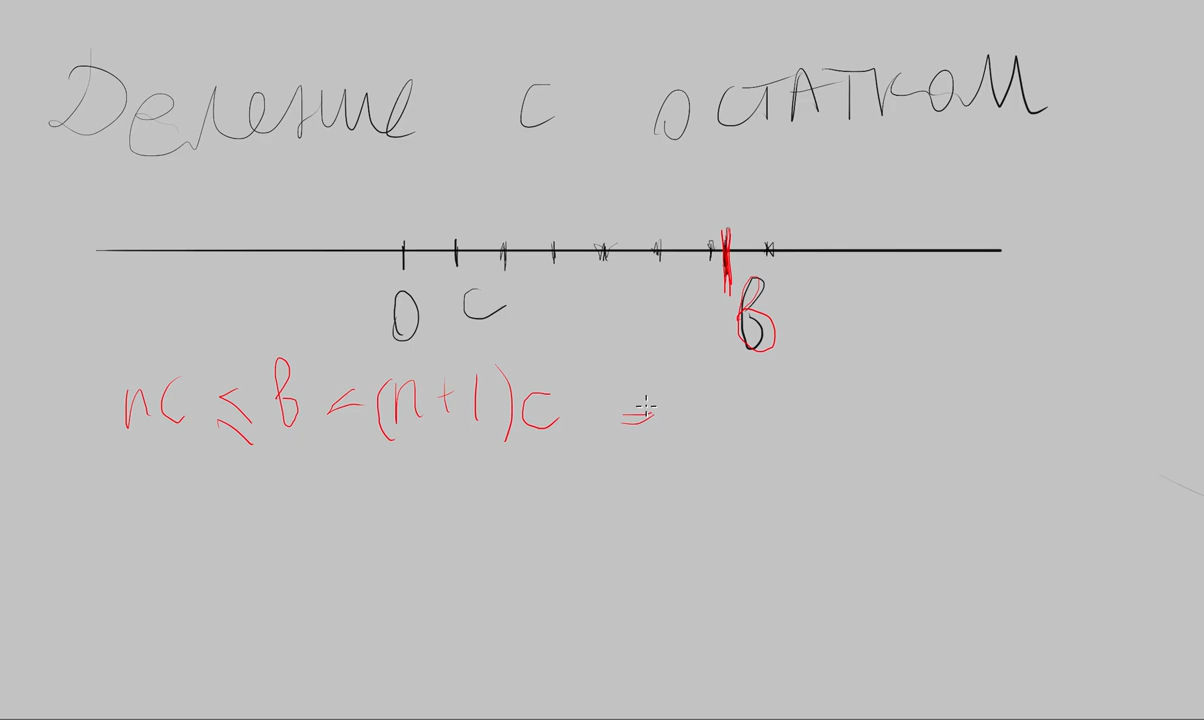 Деление с остатком
0 c в
nc ⩽ в < (n+1)c ⇒